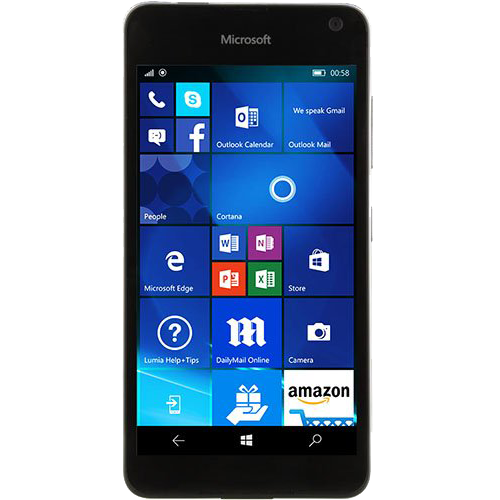 Microsoft
00:58
Outlook Calendar
We speak Gmail
Outlook Mail
People
Cortana
Microsoft Edge
W
N
P
X
Store
Lumia Help+Tips
m
DailyMail Online
Camera
amazon